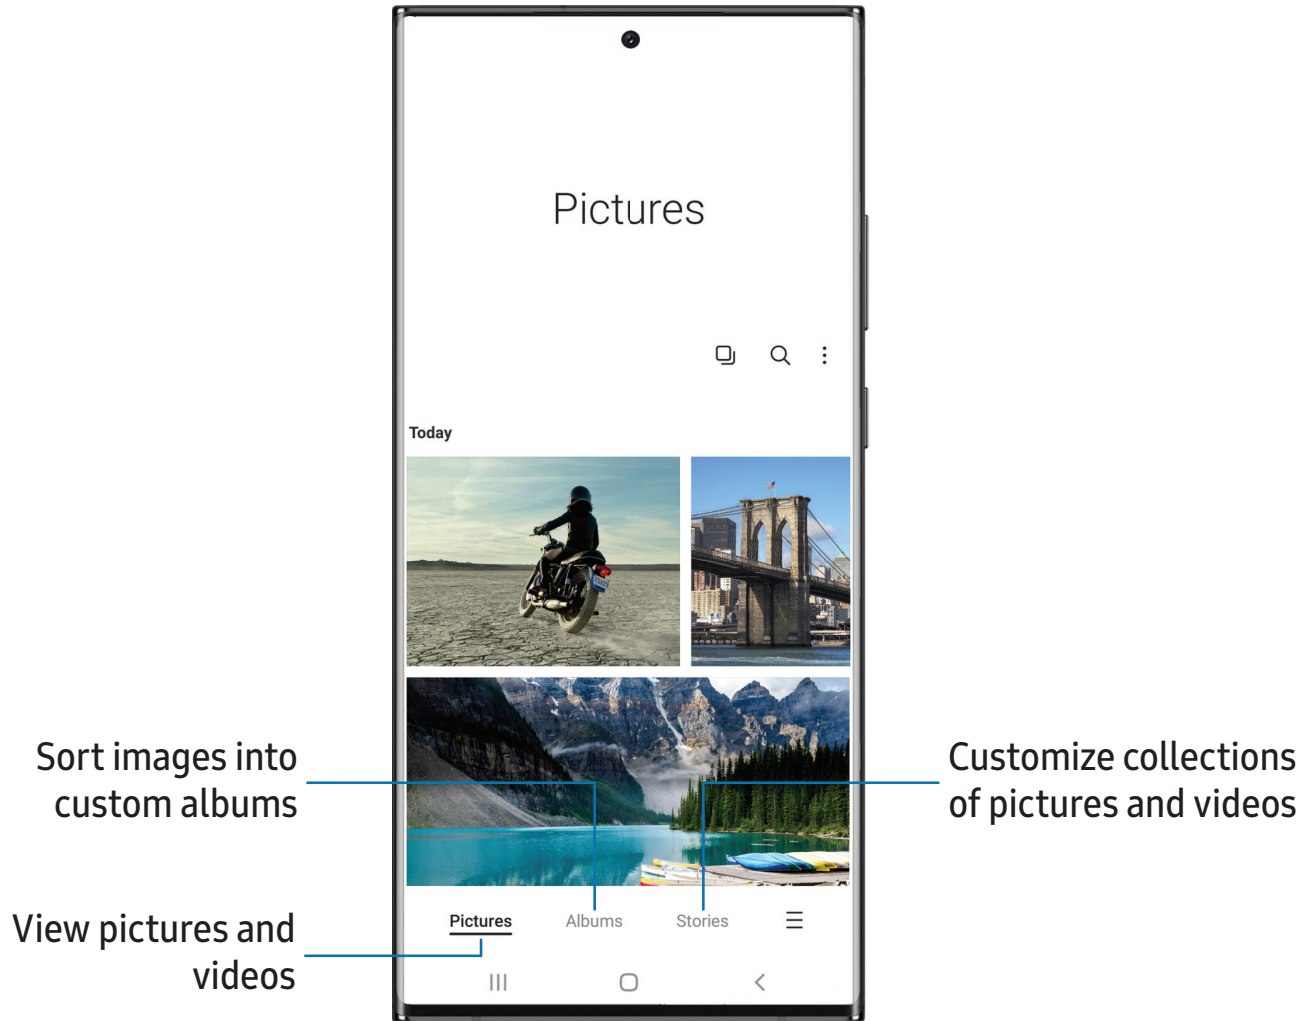 Pictures
Today
Sort images into
custom albums
Customize collections
of pictures and videos
View pictures and
videos
Pictures
Albums
Stories